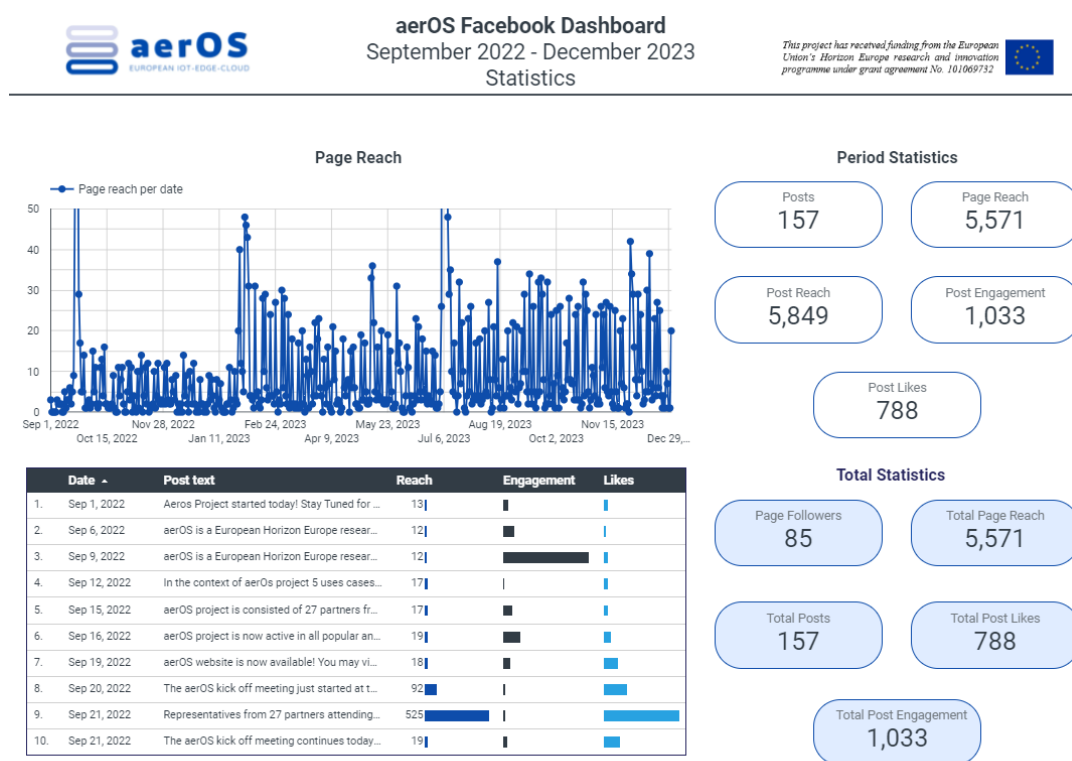 aerOS
EUROPEAN IOT-EDGE-CLOUD
aerOS Facebook Dashboard
September 2022 - December 2023
Statistics
This project has received funding from the European
Union's Horizon Europe research and innovation
programme under grant agreement No. 101069732
Page Reach
Page reach per date
50
40
30
20
10
0
Sep 1, 2022
Oct 15, 2022
Nov 28, 2022
Jan 11, 2023
Feb 24, 2023
Apr 9, 2023
May 23, 2023
Jul 6, 2023
Aug 19, 2023
Oct 2, 2023
Nov 15, 2023
Dec 29,...
Date Post text Reach Engagement Likes
1. Sep 1, 2022 Aeros Project started today! Stay Tuned for ... 13
2. Sep 6, 2022 aerOS is a European Horizon Europe resear... 12
3. Sep 9, 2022 aerOS is a European Horizon Europe resear... 12
4. Sep 12, 2022 In the context of aerOs project 5 uses cases... 17
5. Sep 15, 2022 aerOS project is consisted of 27 partners fr... 17
6. Sep 16, 2022 aerOS project is now active in all popular an... 19
7. Sep 19, 2022 aerOS website is now available! You may vi... 18
8. Sep 20, 2022 The aerOS kick off meeting just started at t... 92
9. Sep 21, 2022 Representatives from 27 partners attending... 525
10. Sep 21, 2022 The aerOS kick off meeting continues today... 19
Period Statistics
Posts
157
Page Reach
5,571
Post Reach
5,849
Post Engagement
1,033
Post Likes
788
Total Statistics
Page Followers
85
Total Page Reach
5,571
Total Posts
157
Total Post Likes
788
Total Post Engagement
1,033